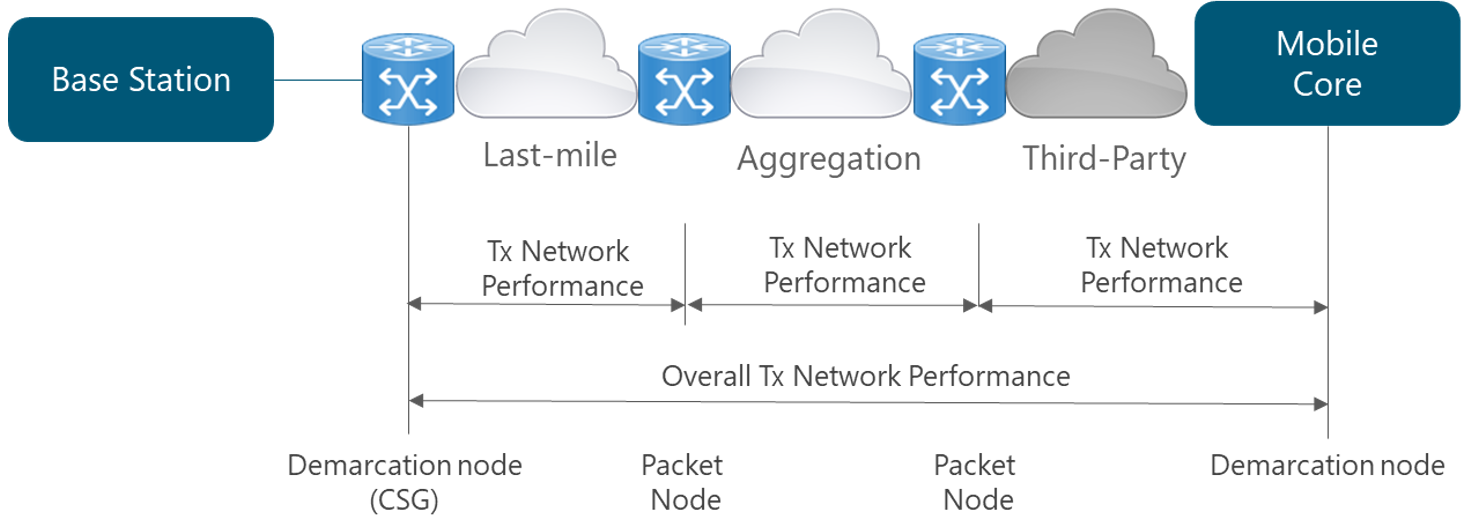 Base Station
Mobile
Core
Last-mile
Aggregation
Third-Party
Tx Network
Performance
Tx Network
Performance
Tx Network
Performance
Overall Tx Network Performance
Demarcation node
(CSG)
Packet
Node
Packet
Node
Demarcation node